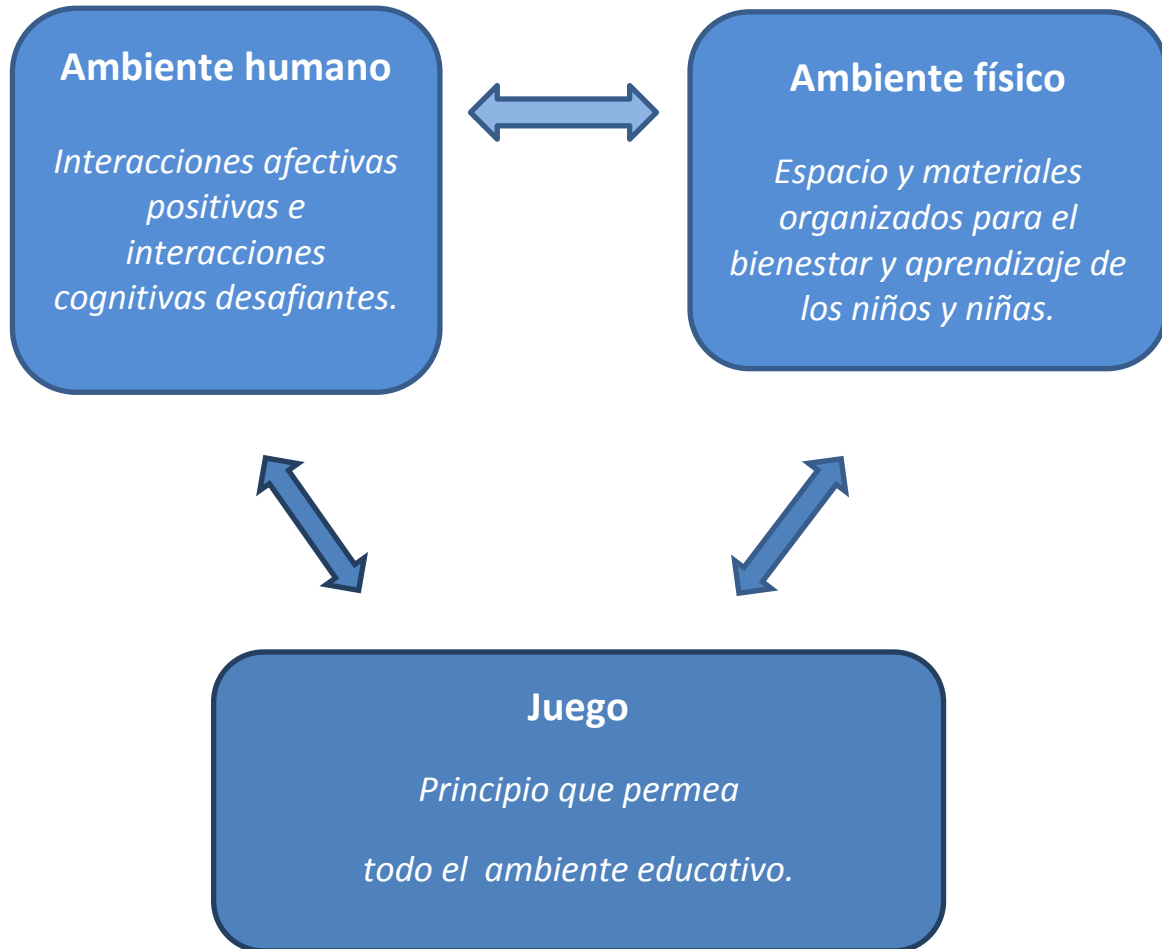 Ambiente humano
Interacciones afectivas
positivas e
interacciones
cognitivas desafiantes.
Ambiente físico
Espacio y materiales
organizados para el
bienestar y aprendizaje de
los niños y niñas.
Juego
Principio que permea
todo el  ambiente educativo.